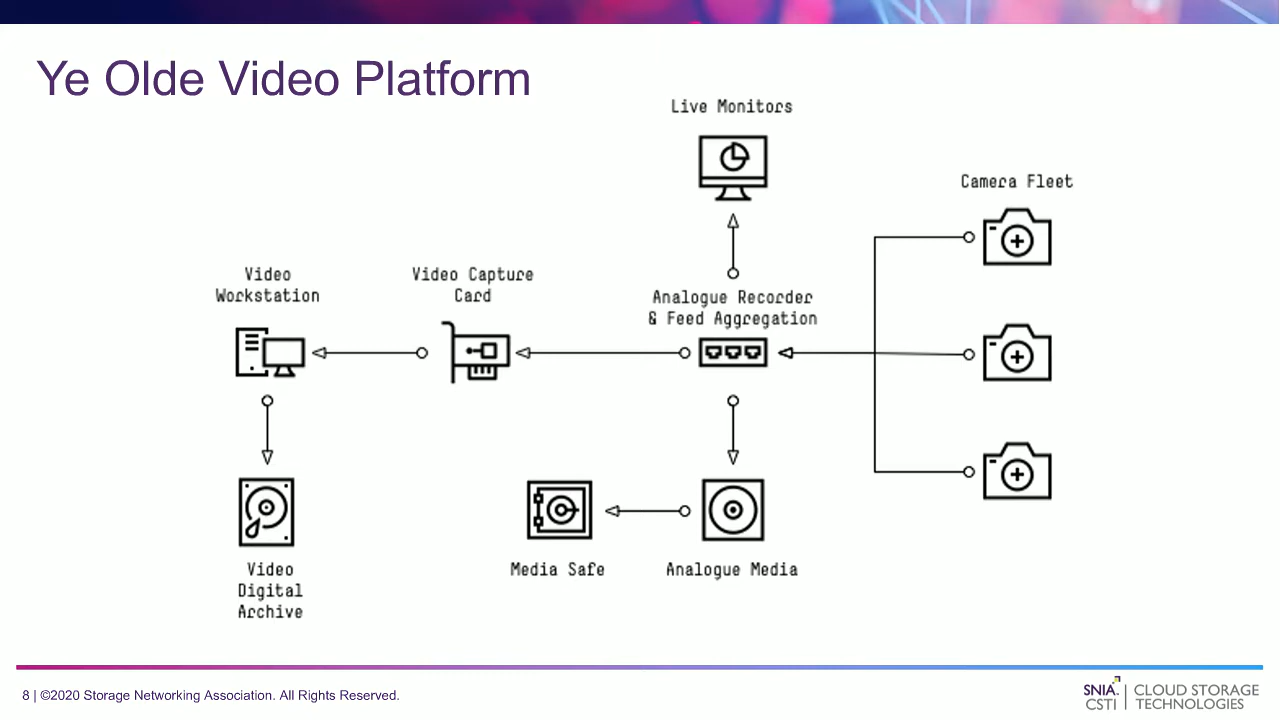 Ye Olde Video Platform
Live Monitors
Camera Fleet
Video
Workstation
Video Capture
Card
Analogue Recorder
& Feed Aggregation
Media Safe
Analogue Media
Video
Digital
Archive
8 | ©2020 Storage Networking Association. All Rights Reserved.
SNIA
CSTI
CLOUD STORAGE
TECHNOLOGIES